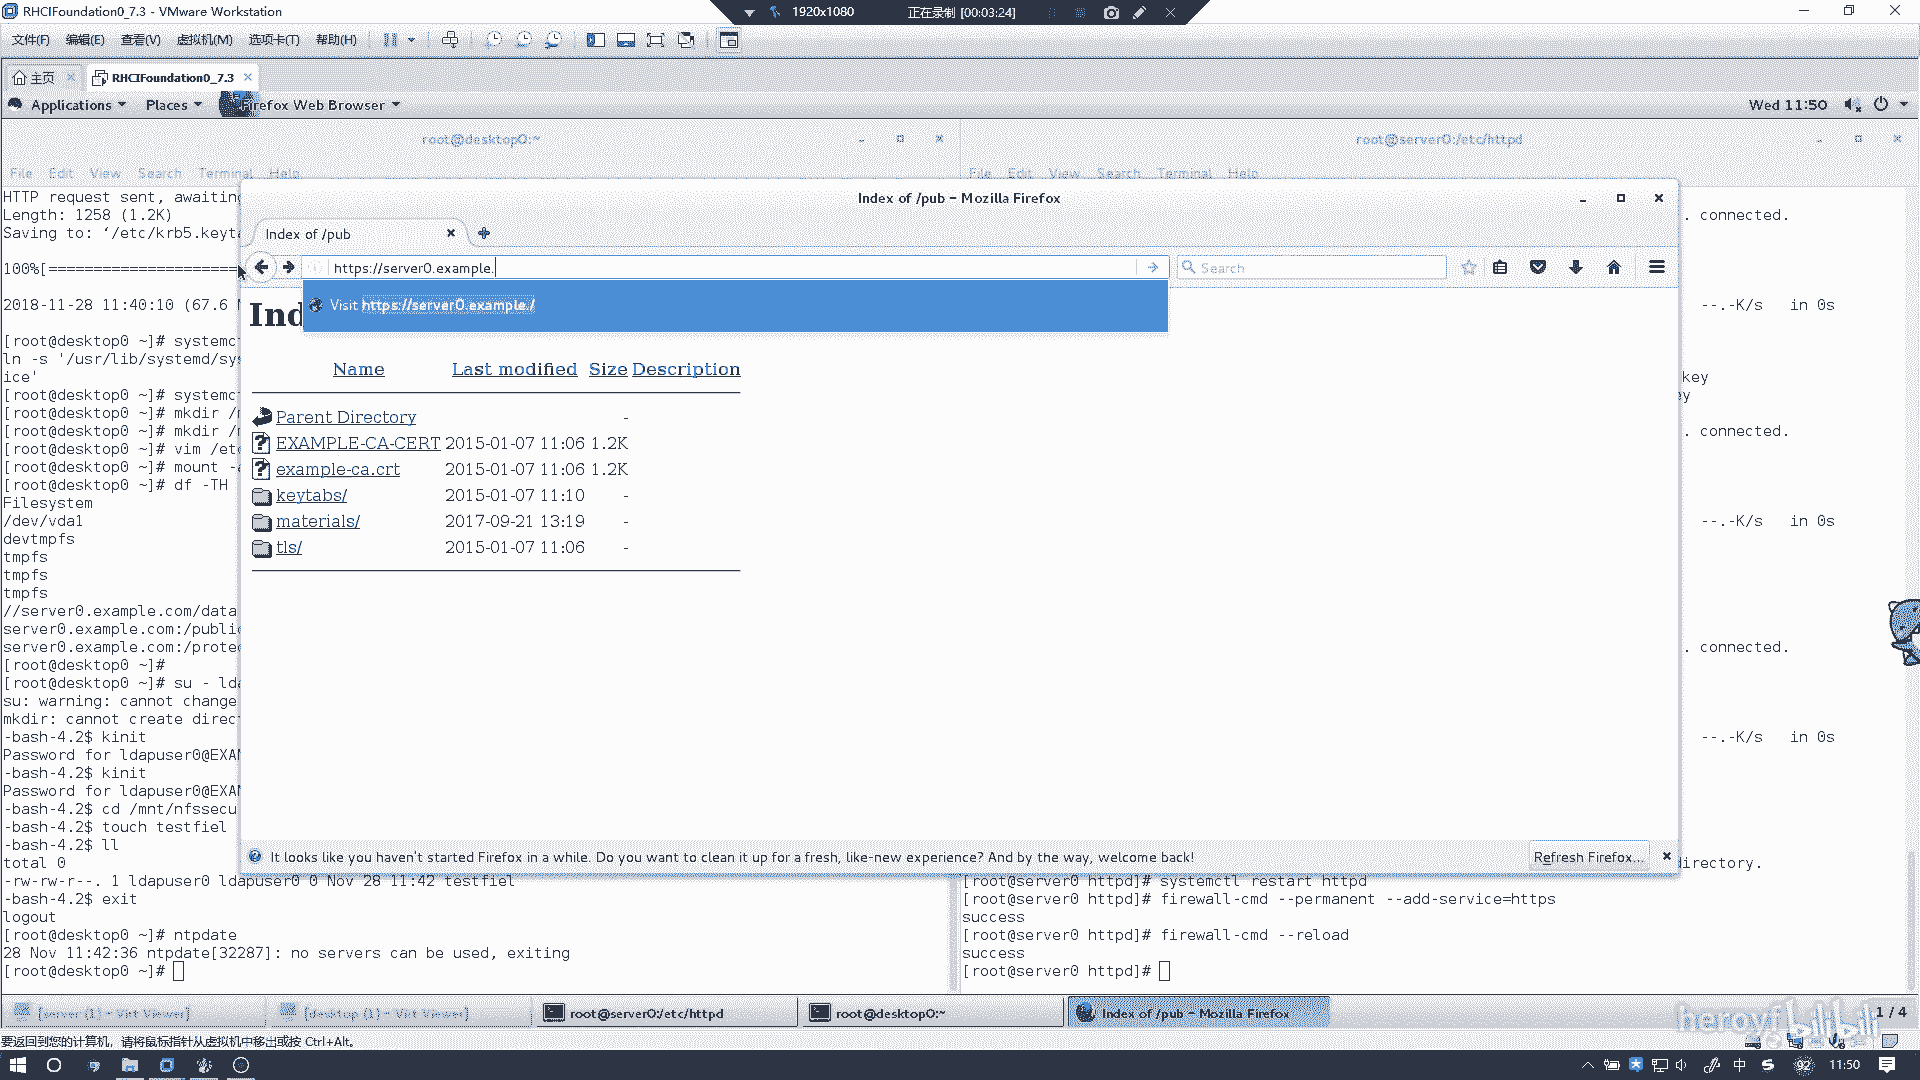 RHCIFoundation0_7.3 - VMware Workstation
1920x1080
正在录制 [00:03:24]
文件(F) 编辑(E) 查看(V) 虚拟机(M) 选项卡(T) 帮助(H)
主页
RHCIFoundation0_7.3
Applications Places Firefox Web Browser
Wed 11:50
root@desktop0:~
root@server0:/etc/httpd
File Edit View Search Terminal Help
File Edit View Search Terminal Help
HTTP request sent, awaiting
Length: 1258 (1.2K)
Saving to: ‘/etc/krb5.keyta
100%[======================
2018-11-28 11:40:10 (67.6
[root@desktop0 ~]# systemc
ln -s '/usr/lib/systemd/sys
ice'
[root@desktop0 ~]# systemc
[root@desktop0 ~]# mkdir /
[root@desktop0 ~]# mkdir /
[root@desktop0 ~]# vim /etc
[root@desktop0 ~]# mount -
[root@desktop0 ~]# df -TH
Filesystem
/dev/vda1
devtmpfs
tmpfs
tmpfs
tmpfs
//server0.example.com/data
server0.example.com:/public
server0.example.com:/prote
[root@desktop0 ~]#
[root@desktop0 ~]# su - lda
su: warning: cannot change
mkdir: cannot create direc
-bash-4.2$ kinit
Password for ldapuser0@EXA
-bash-4.2$ kinit
Password for ldapuser0@EXA
-bash-4.2$ cd /mnt/nfssecu
-bash-4.2$ touch testfiel
-bash-4.2$ ll
total 0
-rw-rw-r--. 1 ldapuser0 ldapuser0 0 Nov 28 11:42 testfiel
-bash-4.2$ exit
logout
[root@desktop0 ~]# ntpdate
28 Nov 11:42:36 ntpdate[32287]: no servers can be used, exiting
[root@desktop0 ~]#
Index of /pub - Mozilla Firefox
Index of /pub
https://server0.example.
Search
Visit https://server0.example./
Ind
Name Last modified Size Description
Parent Directory -
EXAMPLE-CA-CERT 2015-01-07 11:06 1.2K
example-ca.crt 2015-01-07 11:06 1.2K
keytabs/ 2015-01-07 11:10 -
materials/ 2017-09-21 13:19 -
tls/ 2015-01-07 11:06 -
It looks like you haven't started Firefox in a while. Do you want to clean it up for a fresh, like-new experience? And by the way, welcome back!
Refresh Firefox...
. connected.
--.-K/s in 0s
key
y
. connected.
--.-K/s in 0s
. connected.
--.-K/s in 0s
directory.
[root@server0 httpd]# systemctl restart httpd
[root@server0 httpd]# firewall-cmd --permanent --add-service=https
success
[root@server0 httpd]# firewall-cmd --reload
success
[root@server0 httpd]#
[server (1) - Virt Viewer]
[desktop (1) - Virt Viewer]
root@server0:/etc/httpd
root@desktop0:~
Index of /pub - Mozilla Firefox
1 / 4
heroyf bilibili
要返回到您的计算机，请将鼠标指针从虚拟机中移出或按 Ctrl+Alt。
中
92
11:50